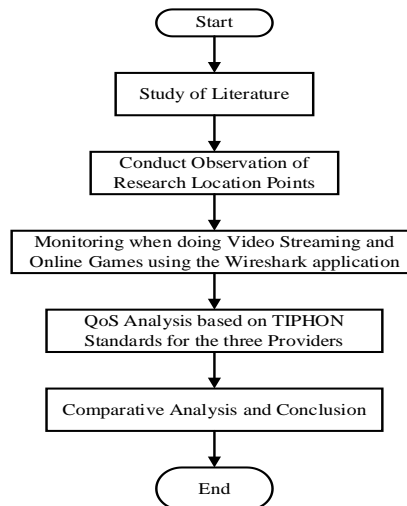 Start
Study of Literature
Conduct Observation of
Research Location Points
Monitoring when doing Video Streaming and
Online Games using the Wireshark application
QoS Analysis based on TIPHON
Standards for the three Providers
Comparative Analysis and Conclusion
End